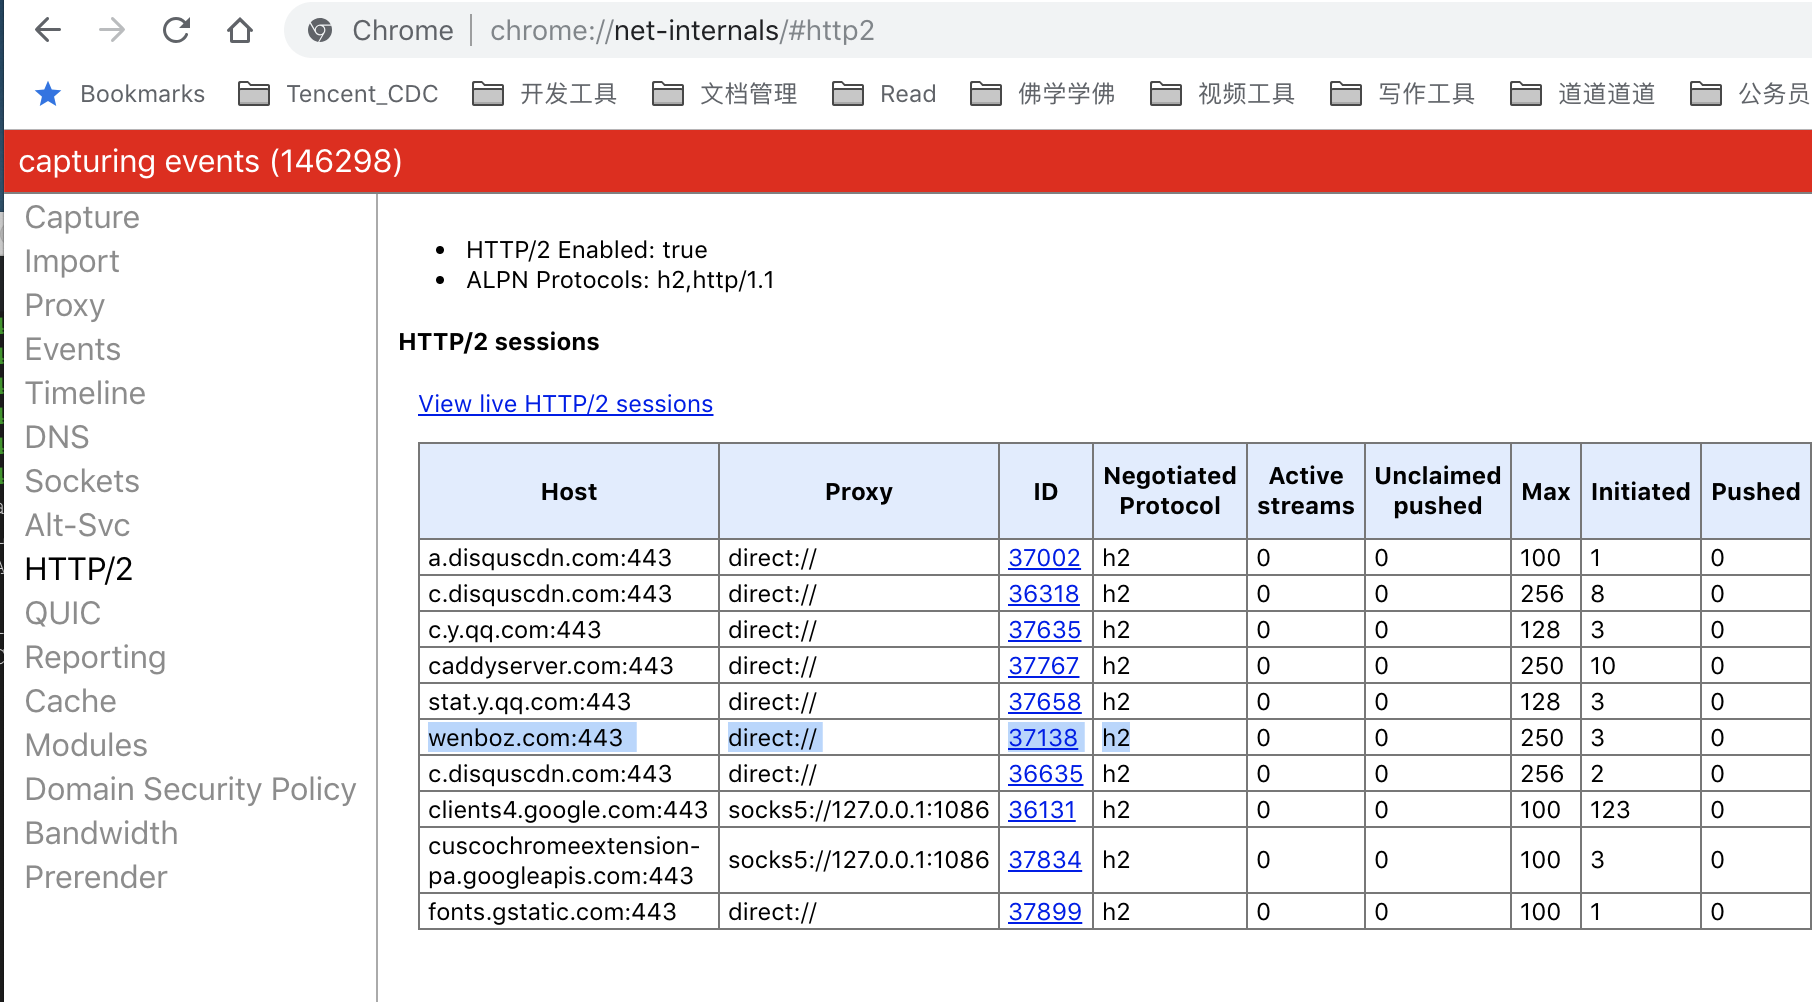 Chrome | chrome://net-internals/#http2
Bookmarks Tencent_CDC 开发工具 文档管理 Read 佛学学佛 视频工具 写作工具 道道道道 公务员
capturing events (146298)
Capture
Import
Proxy
Events
Timeline
DNS
Sockets
Alt-Svc
HTTP/2
QUIC
Reporting
Cache
Modules
Domain Security Policy
Bandwidth
Prerender
• HTTP/2 Enabled: true
• ALPN Protocols: h2,http/1.1
HTTP/2 sessions
View live HTTP/2 sessions
Host Proxy ID Negotiated Protocol Active streams Unclaimed pushed Max Initiated Pushed
a.disquscdn.com:443 direct:// 37002 h2 0 0 100 1 0
c.disquscdn.com:443 direct:// 36318 h2 0 0 256 8 0
c.y.qq.com:443 direct:// 37635 h2 0 0 128 3 0
caddyserver.com:443 direct:// 37767 h2 0 0 250 10 0
stat.y.qq.com:443 direct:// 37658 h2 0 0 128 3 0
wenboz.com:443 direct:// 37138 h2 0 0 250 3 0
c.disquscdn.com:443 direct:// 36635 h2 0 0 256 2 0
clients4.google.com:443 socks5://127.0.0.1:1086 36131 h2 0 0 100 123 0
cuscochromeextension-
pa.googleapis.com:443 socks5://127.0.0.1:1086 37834 h2 0 0 100 3 0
fonts.gstatic.com:443 direct:// 37899 h2 0 0 100 1 0